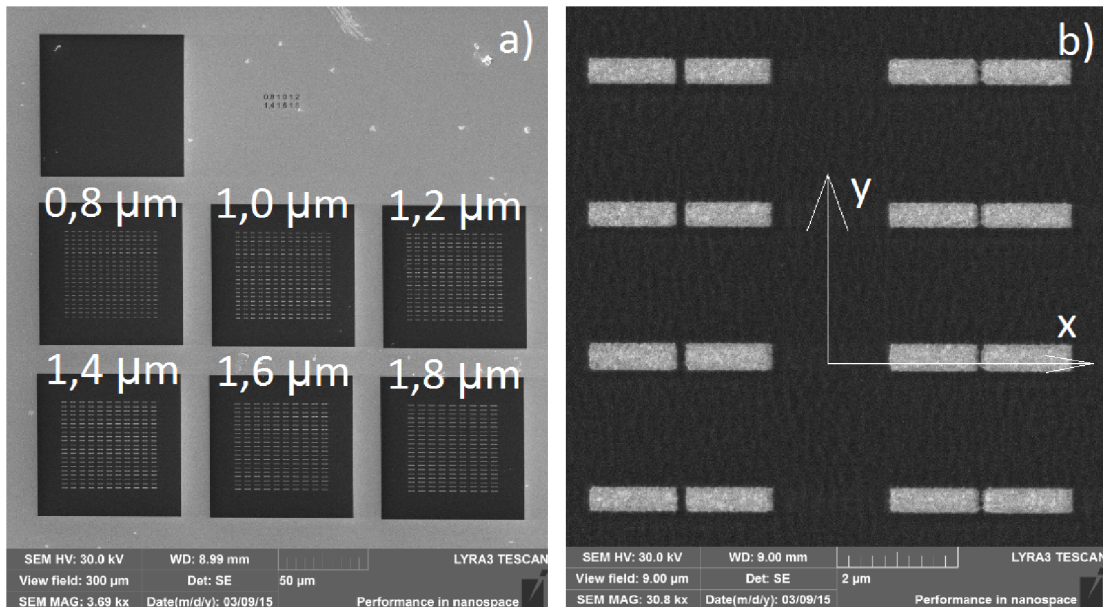 a)
0,8 µm 1,0 µm 1,2 µm
1,4 µm 1,6 µm 1,8 µm
SEM HV: 30.0 kV WD: 8.99 mm LYRA3 TESCAN
View field: 300 µm Det: SE 50 µm
SEM MAG: 3.69 kx Date(m/d/y): 03/09/15 Performance in nanospace
b)
y
x
SEM HV: 30.0 kV WD: 9.00 mm LYRA3 TESCAN
View field: 9.00 µm Det: SE 2 µm
SEM MAG: 30.8 kx Date(m/d/y): 03/09/15 Performance in nanospace